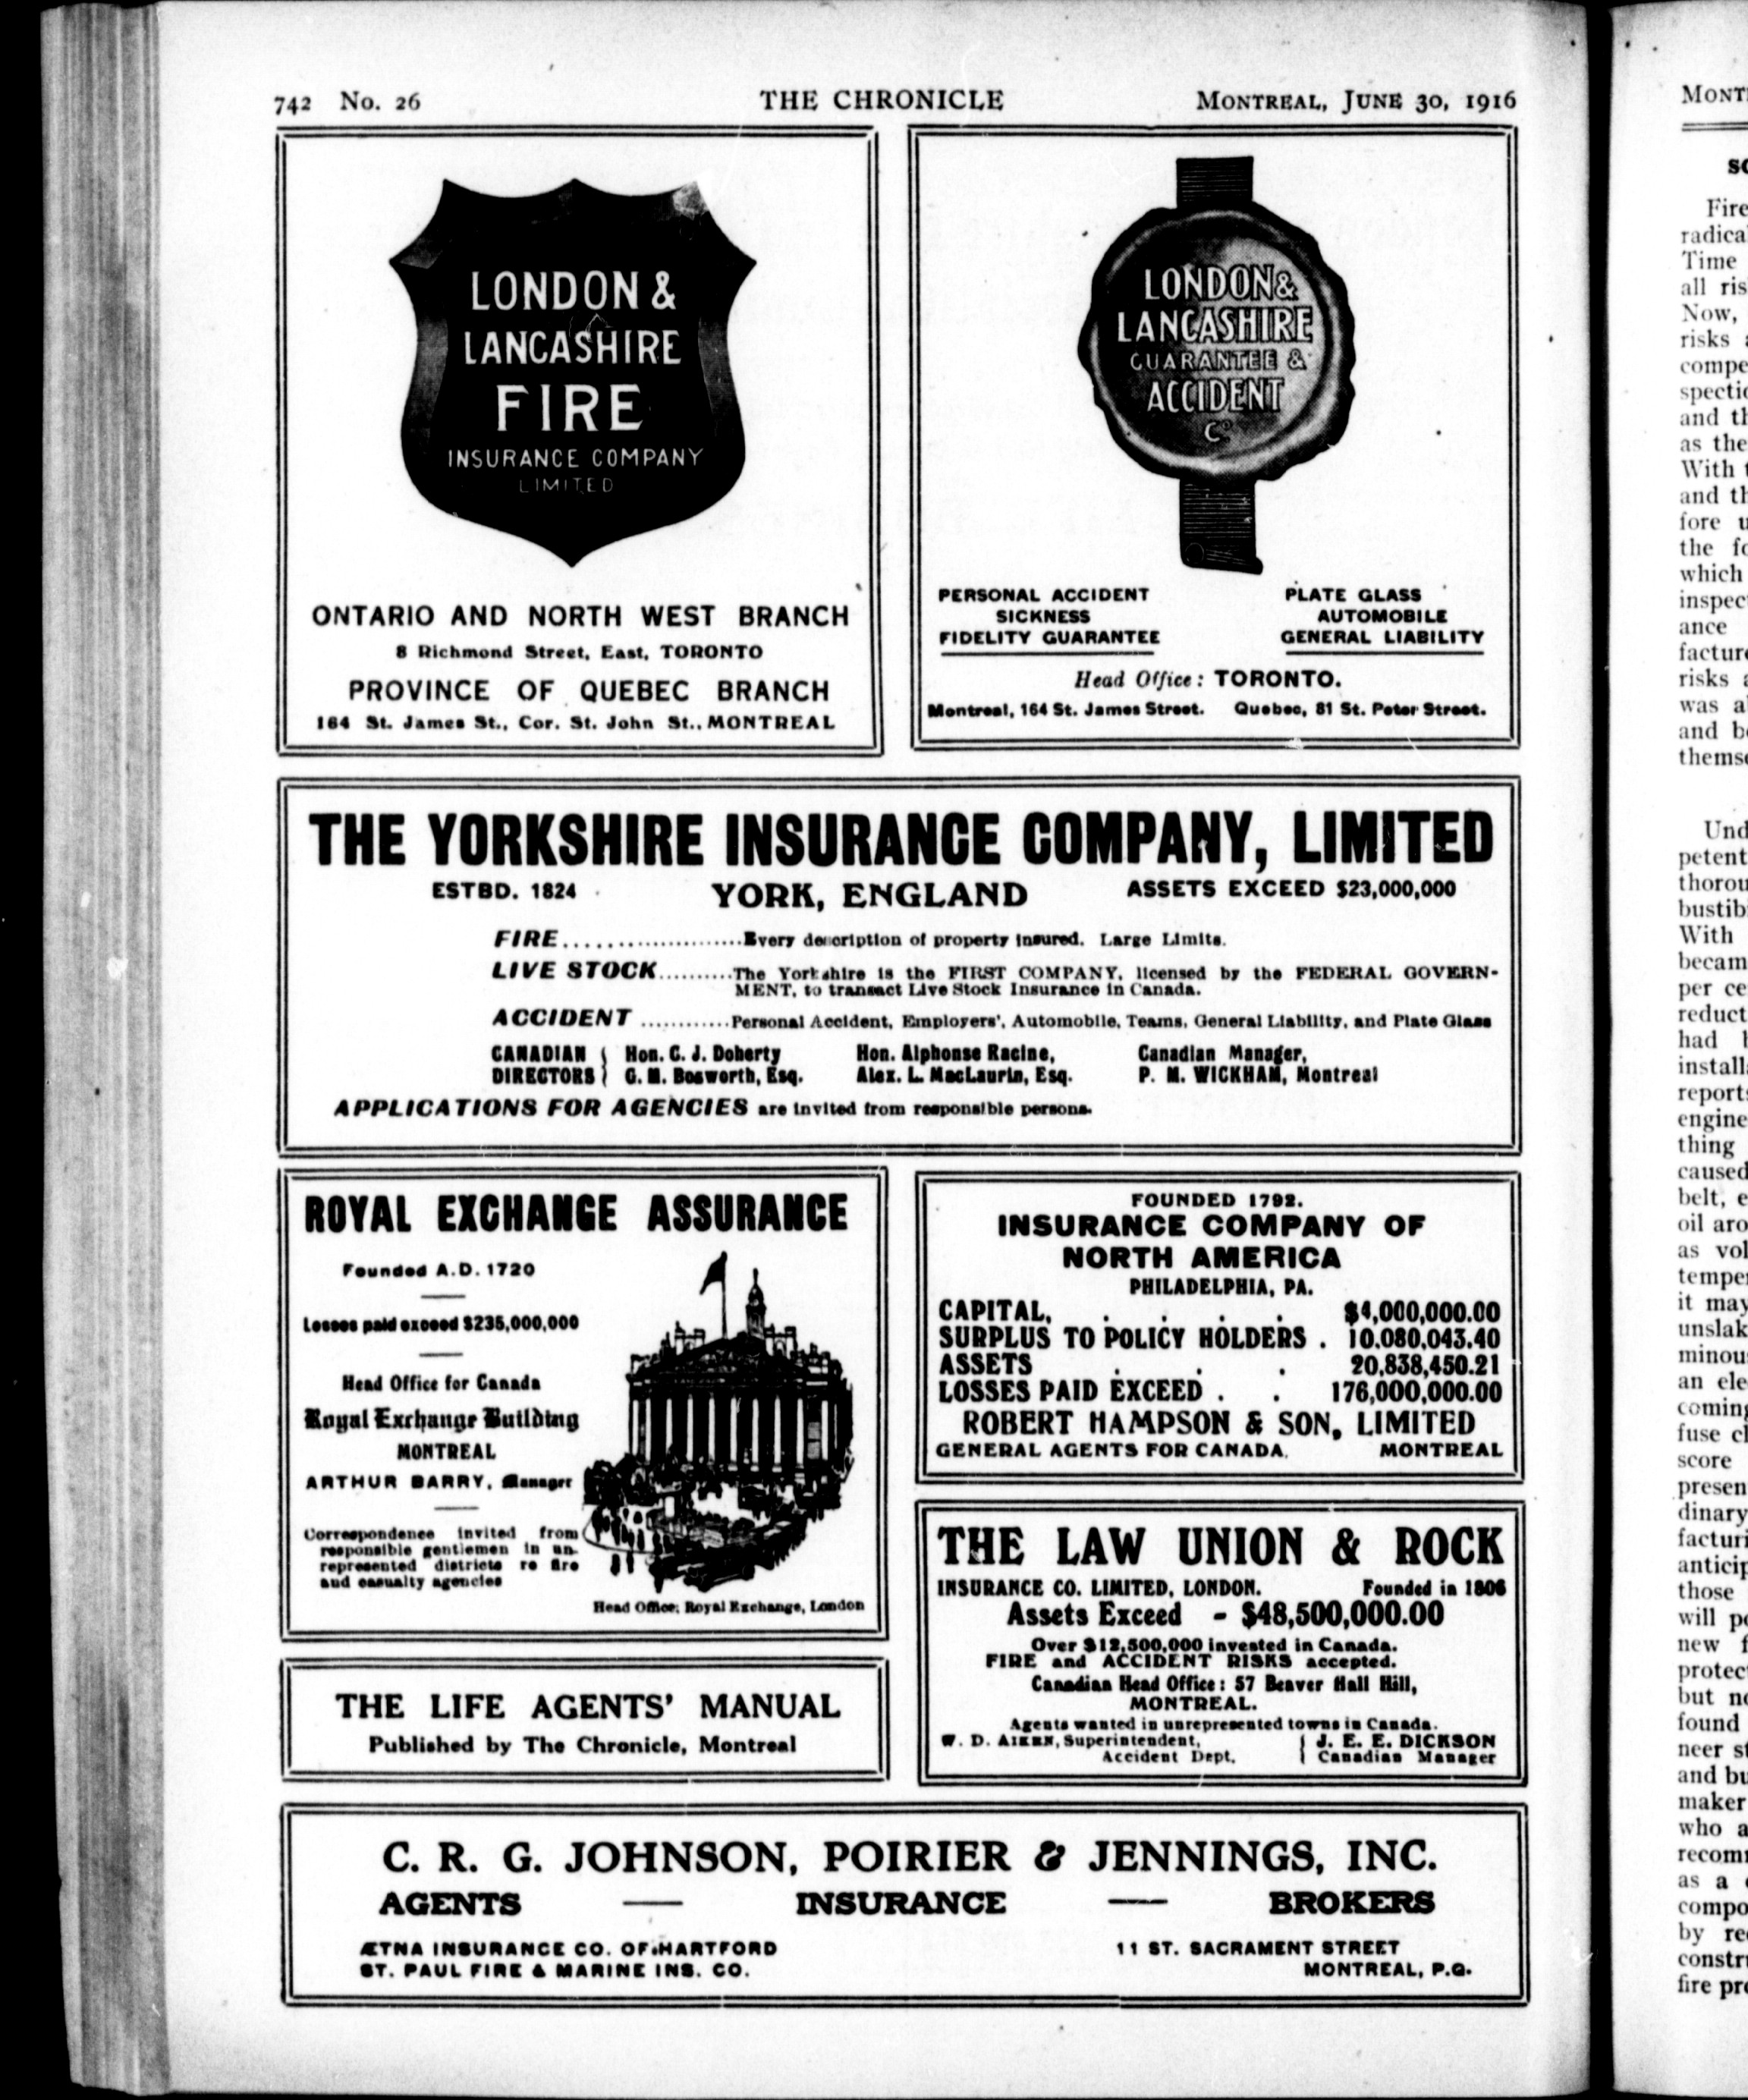 742 No. 26 THE CHRONICLE MONTREAL, JUNE 30, 1916
LONDON &
LANCASHIRE
FIRE
INSURANCE COMPANY
LIMITED
ONTARIO AND NORTH WEST BRANCH
8 Richmond Street, East, TORONTO
PROVINCE OF QUEBEC BRANCH
164 St. James St., Cor. St. John St., MONTREAL
LONDON &
LANCASHIRE
GUARANTEE &
ACCIDENT
Co
PERSONAL ACCIDENT
SICKNESS
FIDELITY GUARANTEE
PLATE GLASS
AUTOMOBILE
GENERAL LIABILITY
Head Office: TORONTO.
Montreal, 164 St. James Street. Quebec, 81 St. Peter Street.
THE YORKSHIRE INSURANCE COMPANY, LIMITED
ESTBD. 1824 YORK, ENGLAND ASSETS EXCEED $23,000,000
FIRE......................Every description of property insured. Large Limits.
LIVE STOCK..........The Yorkshire is the FIRST COMPANY, licensed by the FEDERAL GOVERN-
MENT, to transact Live Stock Insurance in Canada.
ACCIDENT ............Personal Accident, Employers', Automobile, Teams, General Liability, and Plate Glass
CANADIAN { Hon. C. J. Doherty Hon. Alphonse Racine, Canadian Manager,
DIRECTORS { G. M. Bosworth, Esq. Alex. L. MacLaurin, Esq. P. M. WICKHAM, Montreal
APPLICATIONS FOR AGENCIES are invited from responsible persons.
ROYAL EXCHANGE ASSURANCE
Founded A.D. 1720
Losses paid exceed $235,000,000
Head Office for Canada
Royal Exchange Building
MONTREAL
ARTHUR BARRY, Manager
Correspondence invited from
responsible gentlemen in un-
represented districts re fire
and casualty agencies
Head Office: Royal Exchange, London
FOUNDED 1792.
INSURANCE COMPANY OF
NORTH AMERICA
PHILADELPHIA, PA.
CAPITAL, . . . . $4,000,000.00
SURPLUS TO POLICY HOLDERS . 10,080,043.40
ASSETS . . . 20,838,450.21
LOSSES PAID EXCEED . . 176,000,000.00
ROBERT HAMPSON & SON, LIMITED
GENERAL AGENTS FOR CANADA. MONTREAL
THE LAW UNION & ROCK
INSURANCE CO. LIMITED, LONDON. Founded in 1806
Assets Exceed - $48,500,000.00
Over $12,500,000 invested in Canada.
FIRE and ACCIDENT RISKS accepted.
Canadian Head Office: 57 Beaver Hall Hill,
MONTREAL.
Agents wanted in unrepresented towns in Canada.
W. D. AIKEN, Superintendent, | J. E. E. DICKSON
Accident Dept. | Canadian Manager
THE LIFE AGENTS' MANUAL
Published by The Chronicle, Montreal
C. R. G. JOHNSON, POIRIER & JENNINGS, INC.
AGENTS — INSURANCE — BROKERS
ÆTNA INSURANCE CO. OF HARTFORD
ST. PAUL FIRE & MARINE INS. CO.
11 ST. SACRAMENT STREET
MONTREAL, P.Q.